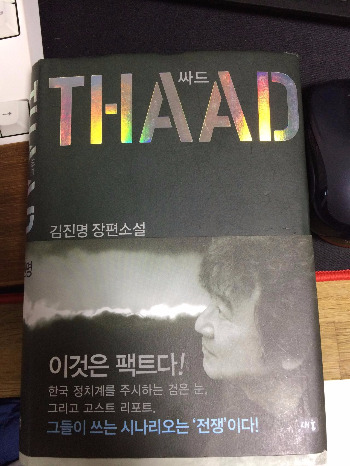 싸드
THAAD
김진명 장편소설
이것은 팩트다!
한국 정치계를 주시하는 검은 눈,
그리고 고스트 리포트.
그들이 쓰는 시나리오는 '전쟁'이다!